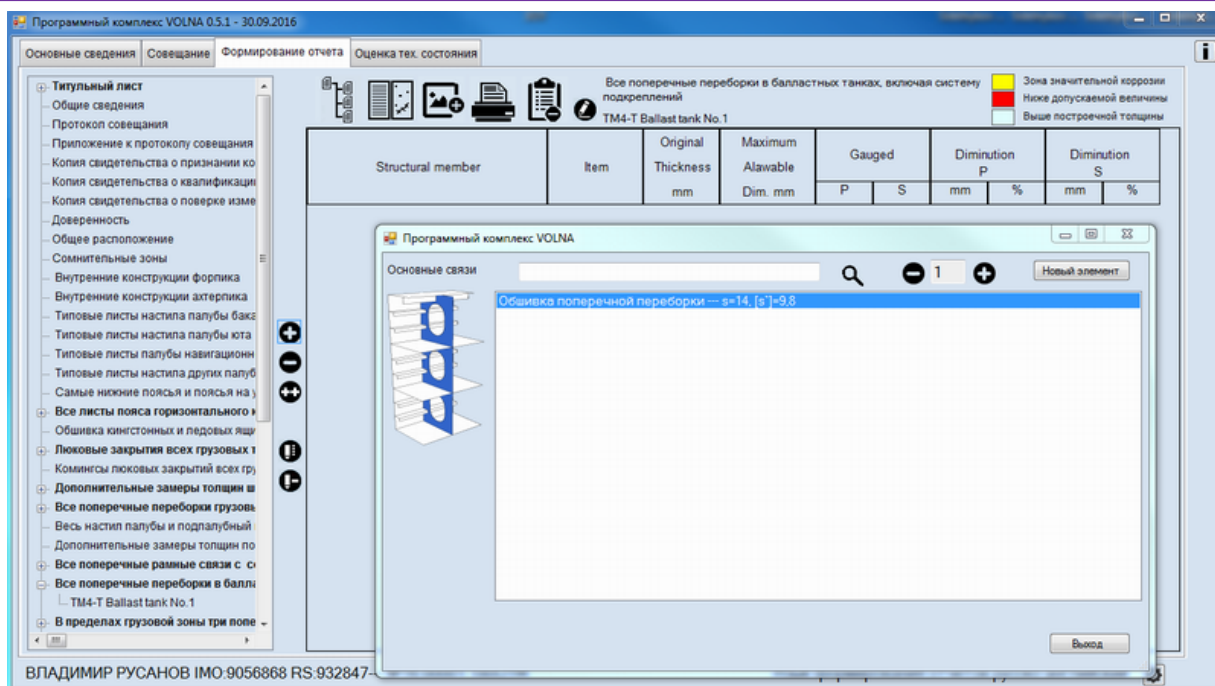 Программный комплекс VOLNA 0.5.1 - 30.09.2016
Основные сведения Совещание Формирование отчета Оценка тех. состояния
Титульный лист
Общие сведения
Протокол совещания
Приложение к протоколу совещания
Копия свидетельства о признании ко
Копия свидетельства о квалификации
Копия свидетельства о поверке изме
Доверенность
Общее расположение
Сомнительные зоны
Внутренние конструкции форпика
Внутренние конструкции ахтерпика
Типовые листы настила палубы бака
Типовые листы настила палубы юта
Типовые листы палубы навигационн
Типовые листы настила других палуб
Самые нижние поясья и поясья на
Все листы пояса горизонтального
Обшивка кингстонных и ледовых ящи
Люковые закрытия всех грузовых т
Комингсы люковых закрытий всех гру
Дополнительные замеры толщин ш
Все поперечные переборки грузовы
Весь настил палубы и подпалубный
Дополнительные замеры толщин по
Все поперечные рамные связи с
Все поперечные переборки в балла
TM4-T Ballast tank No.1
В пределах грузовой зоны три попе
Все поперечные переборки в балластных танках, включая систему
подкреплений
TM4-T Ballast tank No.1
Зона значительной коррозии
Ниже допускаемой величины
Выше построечной толщины
Structural member Item Original Thickness mm Maximum Alawable Dim. mm Gauged Diminution P Diminution S
P S mm % mm %
Программный комплекс VOLNA
Основные связи 1 Новый элемент
Обшивка поперечной переборки --- s=14, [s']=9,8
Выход
ВЛАДИМИР РУСАНОВ IMO:9056868 RS:932847-